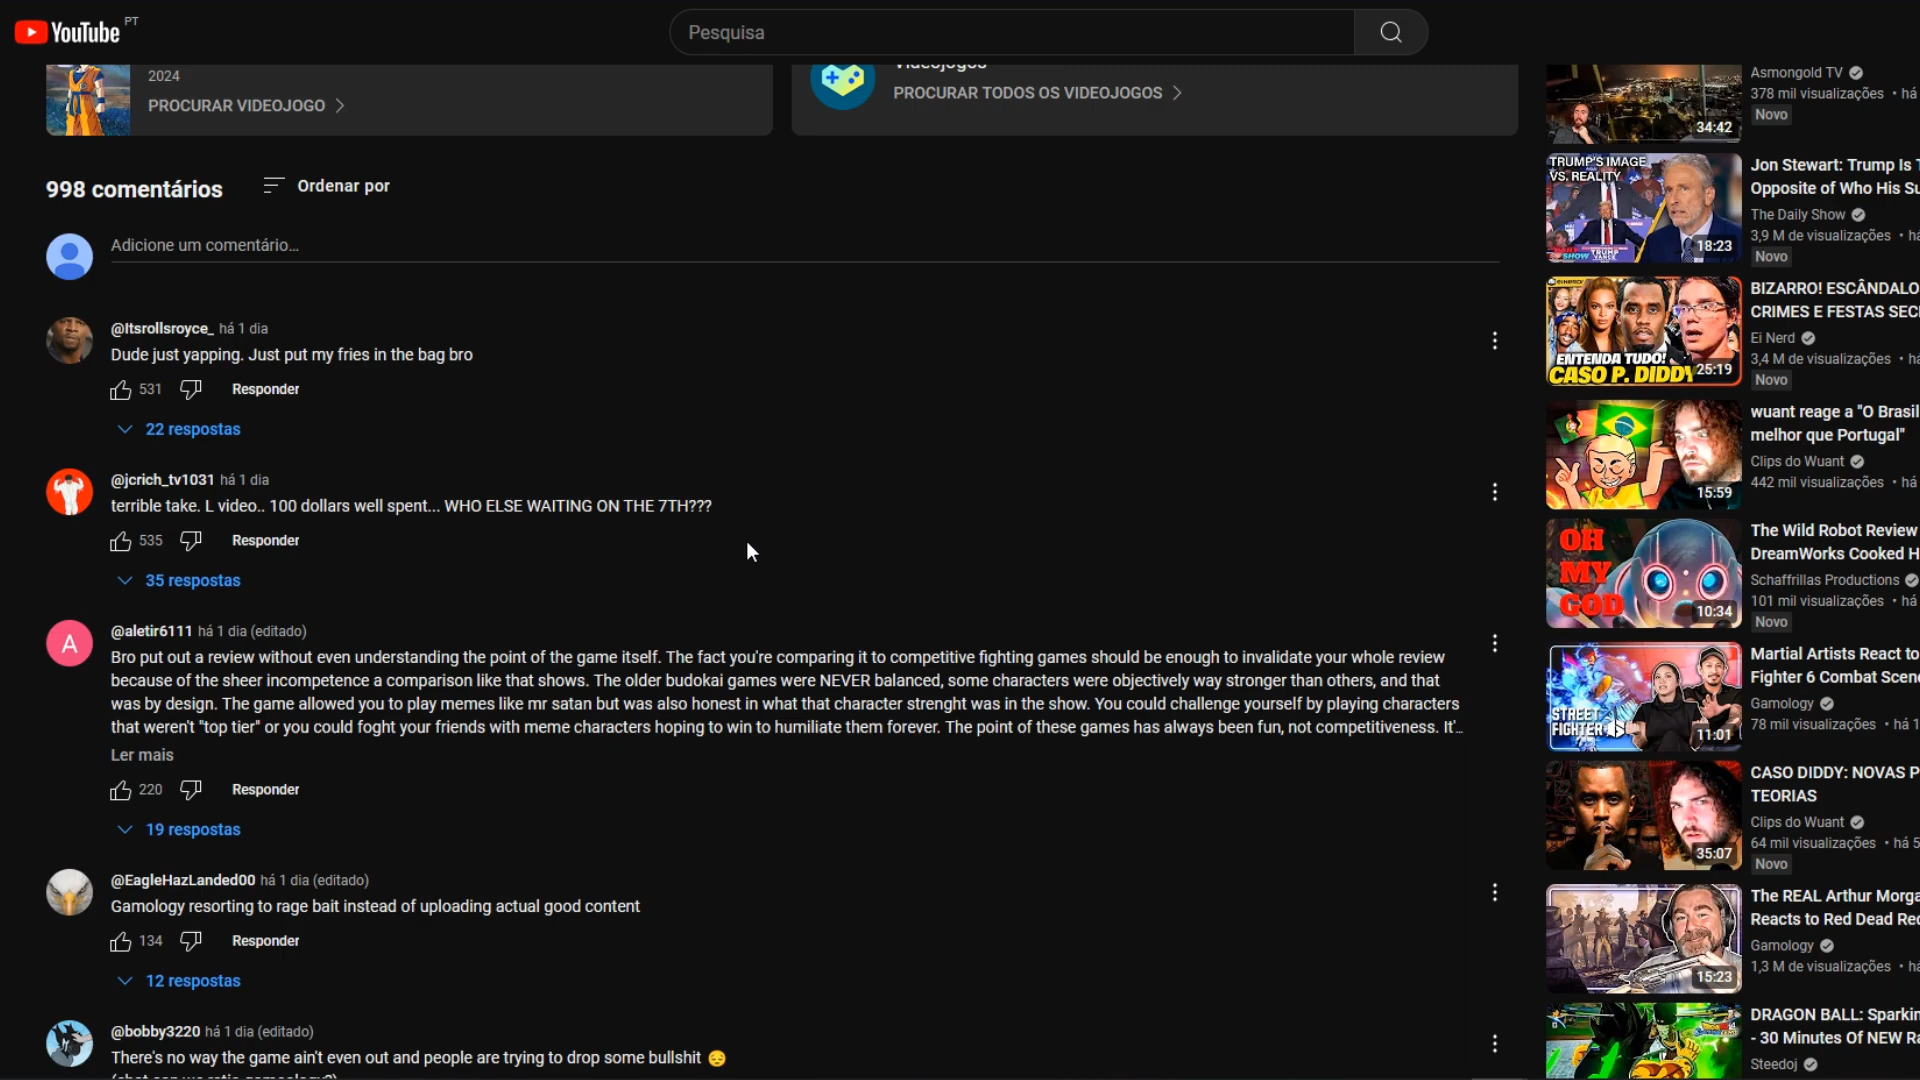 YouTube PT
Pesquisa
2024
PROCURAR VIDEOJOGO
Videojogos
PROCURAR TODOS OS VIDEOJOGOS
998 comentários
Ordenar por
Adicione um comentário...
@Itsrollsroyce_ há 1 dia
Dude just yapping. Just put my fries in the bag bro
531
Responder
22 respostas
@jcrich_tv1031 há 1 dia
terrible take. L video.. 100 dollars well spent... WHO ELSE WAITING ON THE 7TH???
535
Responder
35 respostas
A
@aletir6111 há 1 dia (editado)
Bro put out a review without even understanding the point of the game itself. The fact you're comparing it to competitive fighting games should be enough to invalidate your whole review
because of the sheer incompetence a comparison like that shows. The older budokai games were NEVER balanced, some characters were objectively way stronger than others, and that
was by design. The game allowed you to play memes like mr satan but was also honest in what that character strenght was in the show. You could challenge yourself by playing characters
that weren't "top tier" or you could foght your friends with meme characters hoping to win to humiliate them forever. The point of these games has always been fun, not competitiveness. It'...
Ler mais
220
Responder
19 respostas
@EagleHazLanded00 há 1 dia (editado)
Gamology resorting to rage bait instead of uploading actual good content
134
Responder
12 respostas
@bobby3220 há 1 dia (editado)
There's no way the game ain't even out and people are trying to drop some bullshit 😔
34:42
Asmongold TV
378 mil visualizações • há
Novo
TRUMP'S IMAGE
VS. REALITY
18:23
Jon Stewart: Trump Is
Opposite of Who His Su
The Daily Show
3,9 M de visualizações • há
Novo
ENTENDA TUDO!
CASO P. DIDDY
25:19
BIZARRO! ESCÂNDALO
CRIMES E FESTAS SEC
Ei Nerd
3,4 M de visualizações • há
Novo
15:59
wuant reage a "O Brasil
melhor que Portugal"
Clips do Wuant
442 mil visualizações • há
OH
MY
GOD
10:34
The Wild Robot Review
DreamWorks Cooked H
Schaffrillas Productions
101 mil visualizações • há
Novo
STREET
FIGHTER
11:01
Martial Artists React to
Fighter 6 Combat Scen
Gamology
78 mil visualizações • há 1
35:07
CASO DIDDY: NOVAS P
TEORIAS
Clips do Wuant
64 mil visualizações • há 5
Novo
15:23
The REAL Arthur Morga
Reacts to Red Dead Re
Gamology
1,3 M de visualizações • há
DRAGON BALL: Sparkin
- 30 Minutes Of NEW Ra
Steedoj